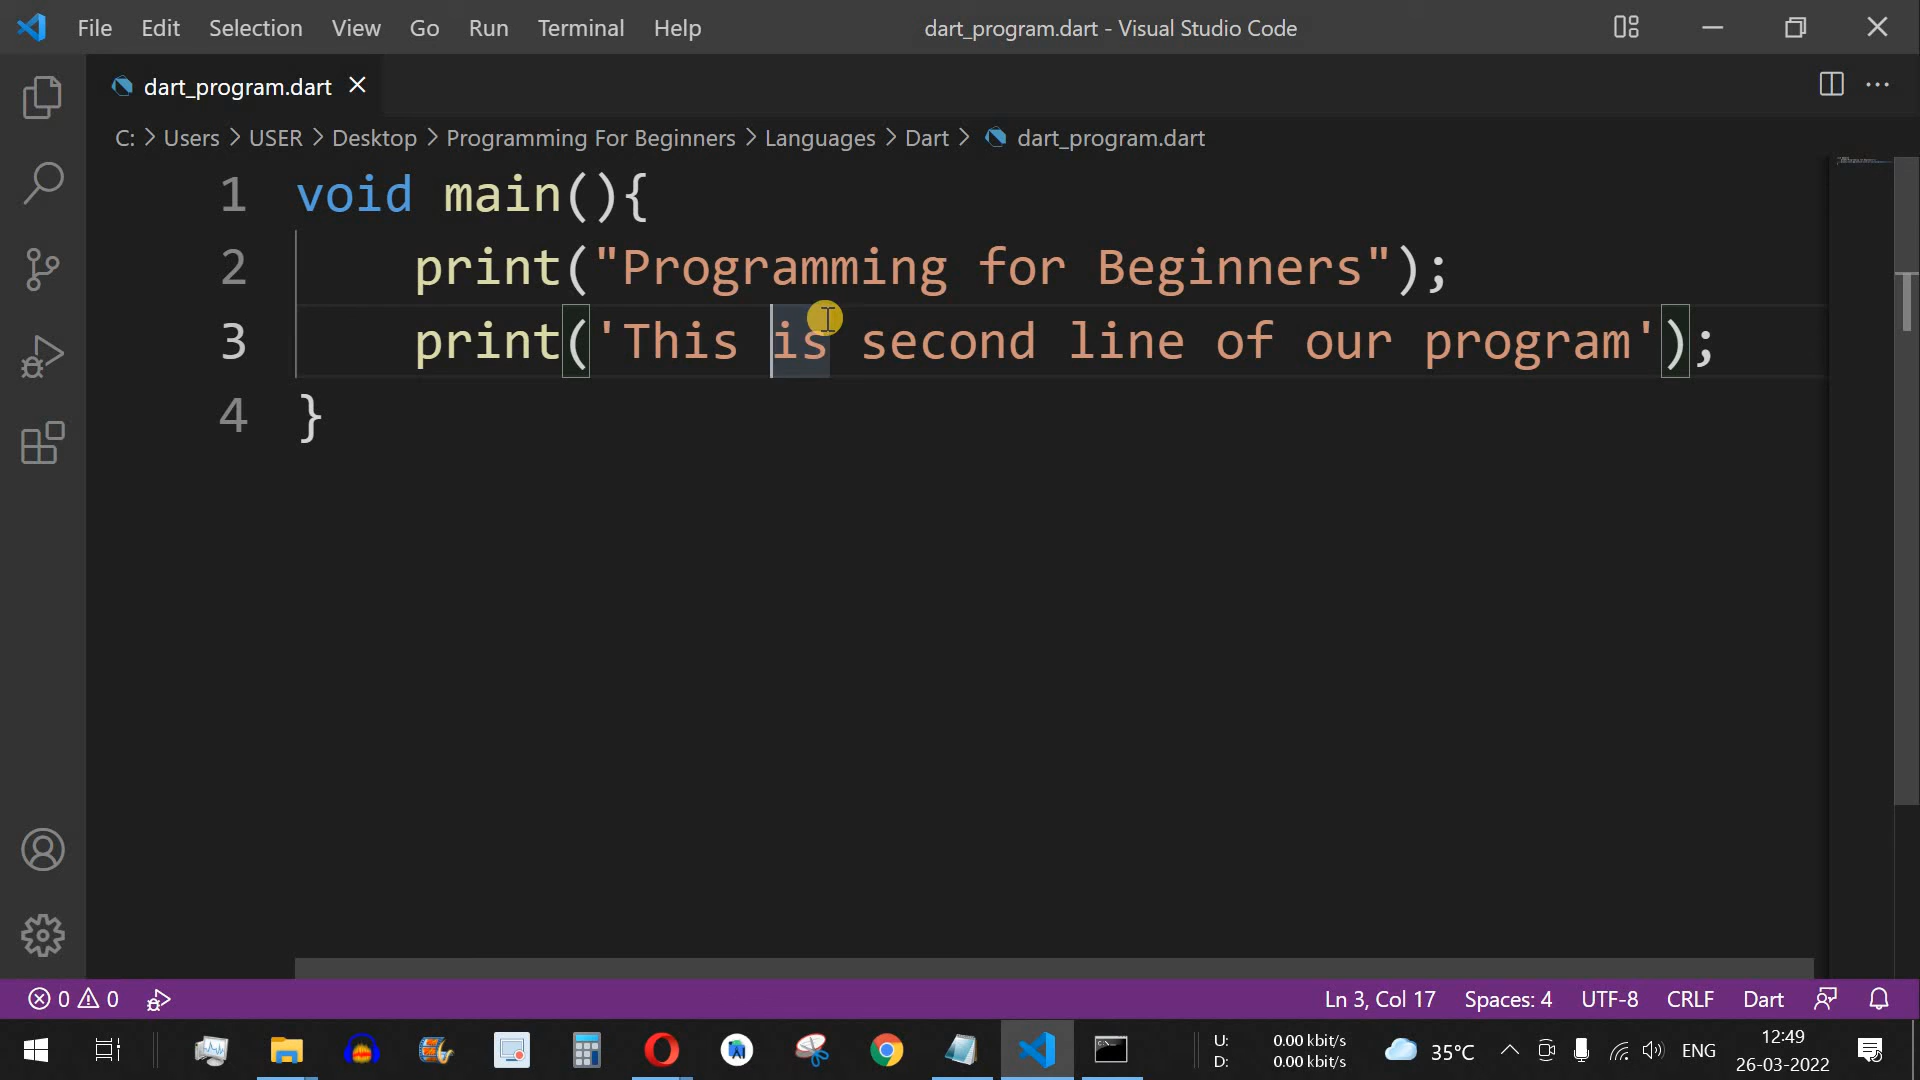 File Edit Selection View Go Run Terminal Help dart_program.dart - Visual Studio Code
dart_program.dart
C: > Users > USER > Desktop > Programming For Beginners > Languages > Dart > dart_program.dart
1 void main(){
2 print("Programming for Beginners");
3 print('This is second line of our program');
4 }
0 0 Ln 3, Col 17 Spaces: 4 UTF-8 CRLF Dart
U: 0.00 kbit/s
D: 0.00 kbit/s
35°C ENG
12:49
26-03-2022